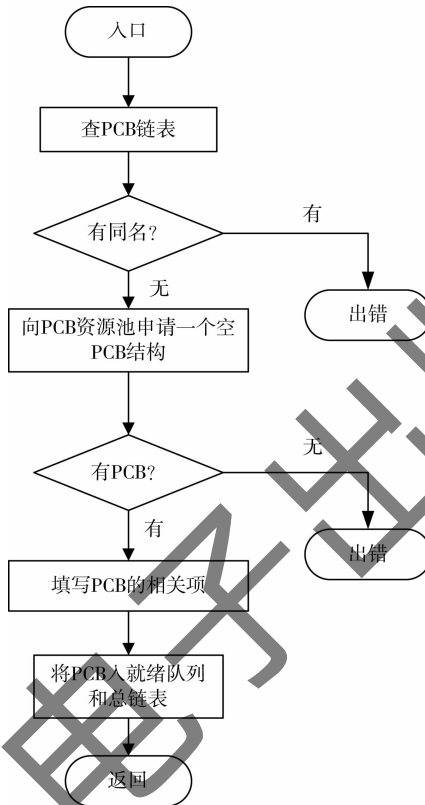 入口
查PCB链表
有同名?
有
无
出错
向PCB资源池申请一个空
PCB结构
有PCB?
无
有
出错
填写PCB的相关项
将PCB入就绪队列
和总链表
返回
电子出